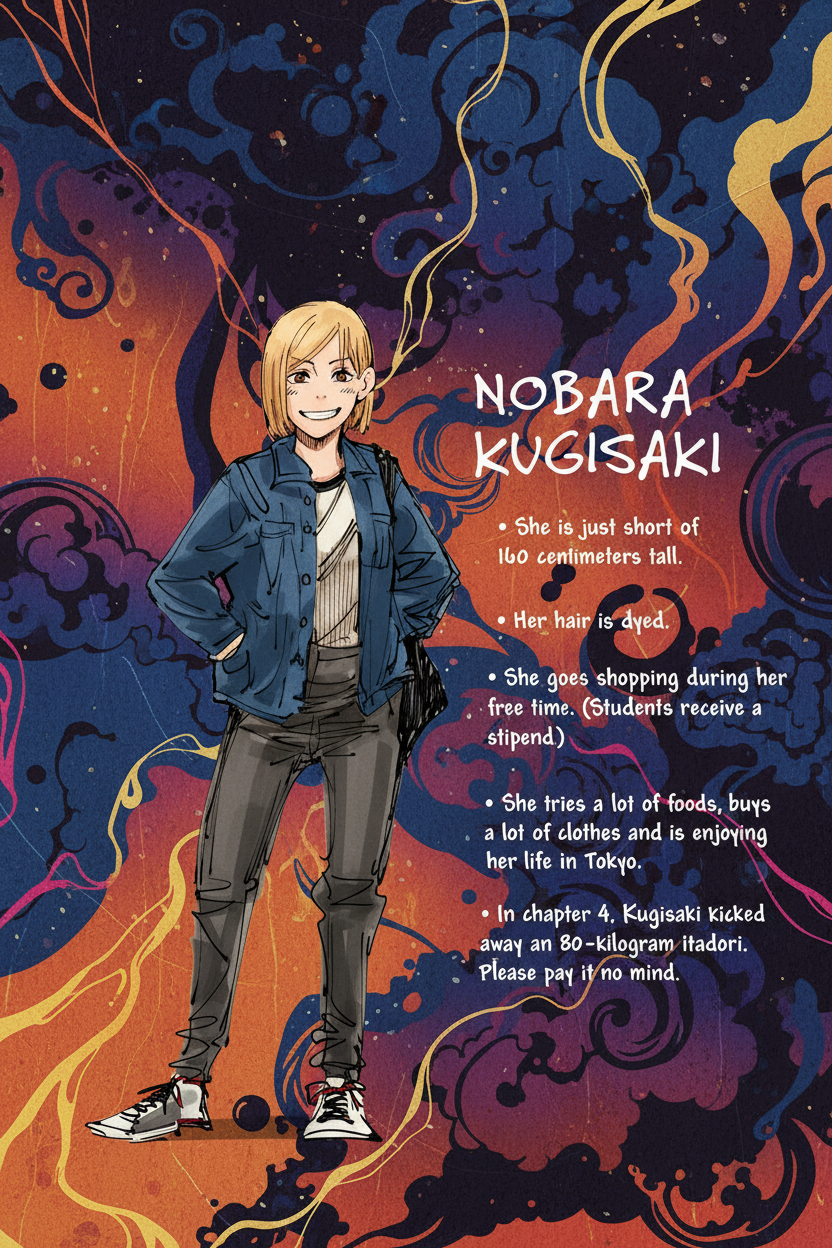 NOBARA
KUGISAKI
• She is just short of
160 centimeters tall.
• Her hair is dyed.
• She goes shopping during her
free time. (Students receive a
stipend.)
• She tries a lot of foods, buys
a lot of clothes and is enjoying
her life in Tokyo.
• In chapter 4, Kugisaki kicked
away an 80-kilogram itadori.
Please pay it no mind.